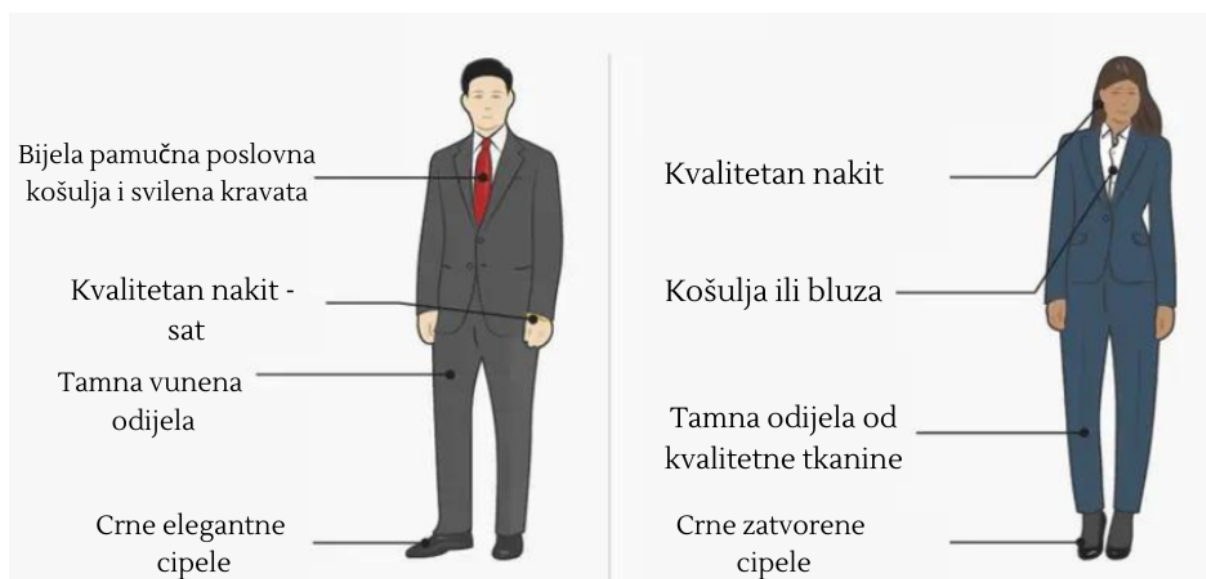 Bijela pamučna poslovna
košulja i svilena kravata
Kvalitetan nakit -
sat
Tamna vunena
odijela
Crne elegantne
cipele
Kvalitetan nakit
Košulja ili bluza
Tamna odijela od
kvalitetne tkanine
Crne zatvorene
cipele